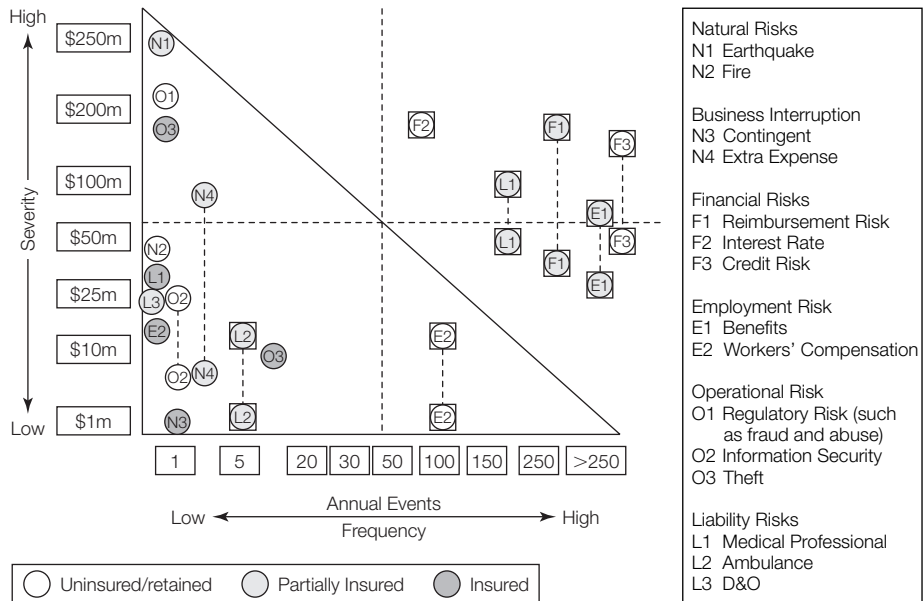 High
$250m
$200m
$100m
$50m
$25m
$10m
$1m
Low
Severity
N1
O1
O3
N4
N2
L1
L3
O2
E2
O2
N4
N3
L2
L2
O3
F2
F1
F3
L1
E1
L1
F3
F1
E1
E2
E2
1
5
20
30
50
100
150
250
>250
Annual Events
Low
High
Frequency
Uninsured/retained
Partially Insured
Insured
Natural Risks
N1 Earthquake
N2 Fire
Business Interruption
N3 Contingent
N4 Extra Expense
Financial Risks
F1 Reimbursement Risk
F2 Interest Rate
F3 Credit Risk
Employment Risk
E1 Benefits
E2 Workers' Compensation
Operational Risk
O1 Regulatory Risk (such
as fraud and abuse)
O2 Information Security
O3 Theft
Liability Risks
L1 Medical Professional
L2 Ambulance
L3 D&O